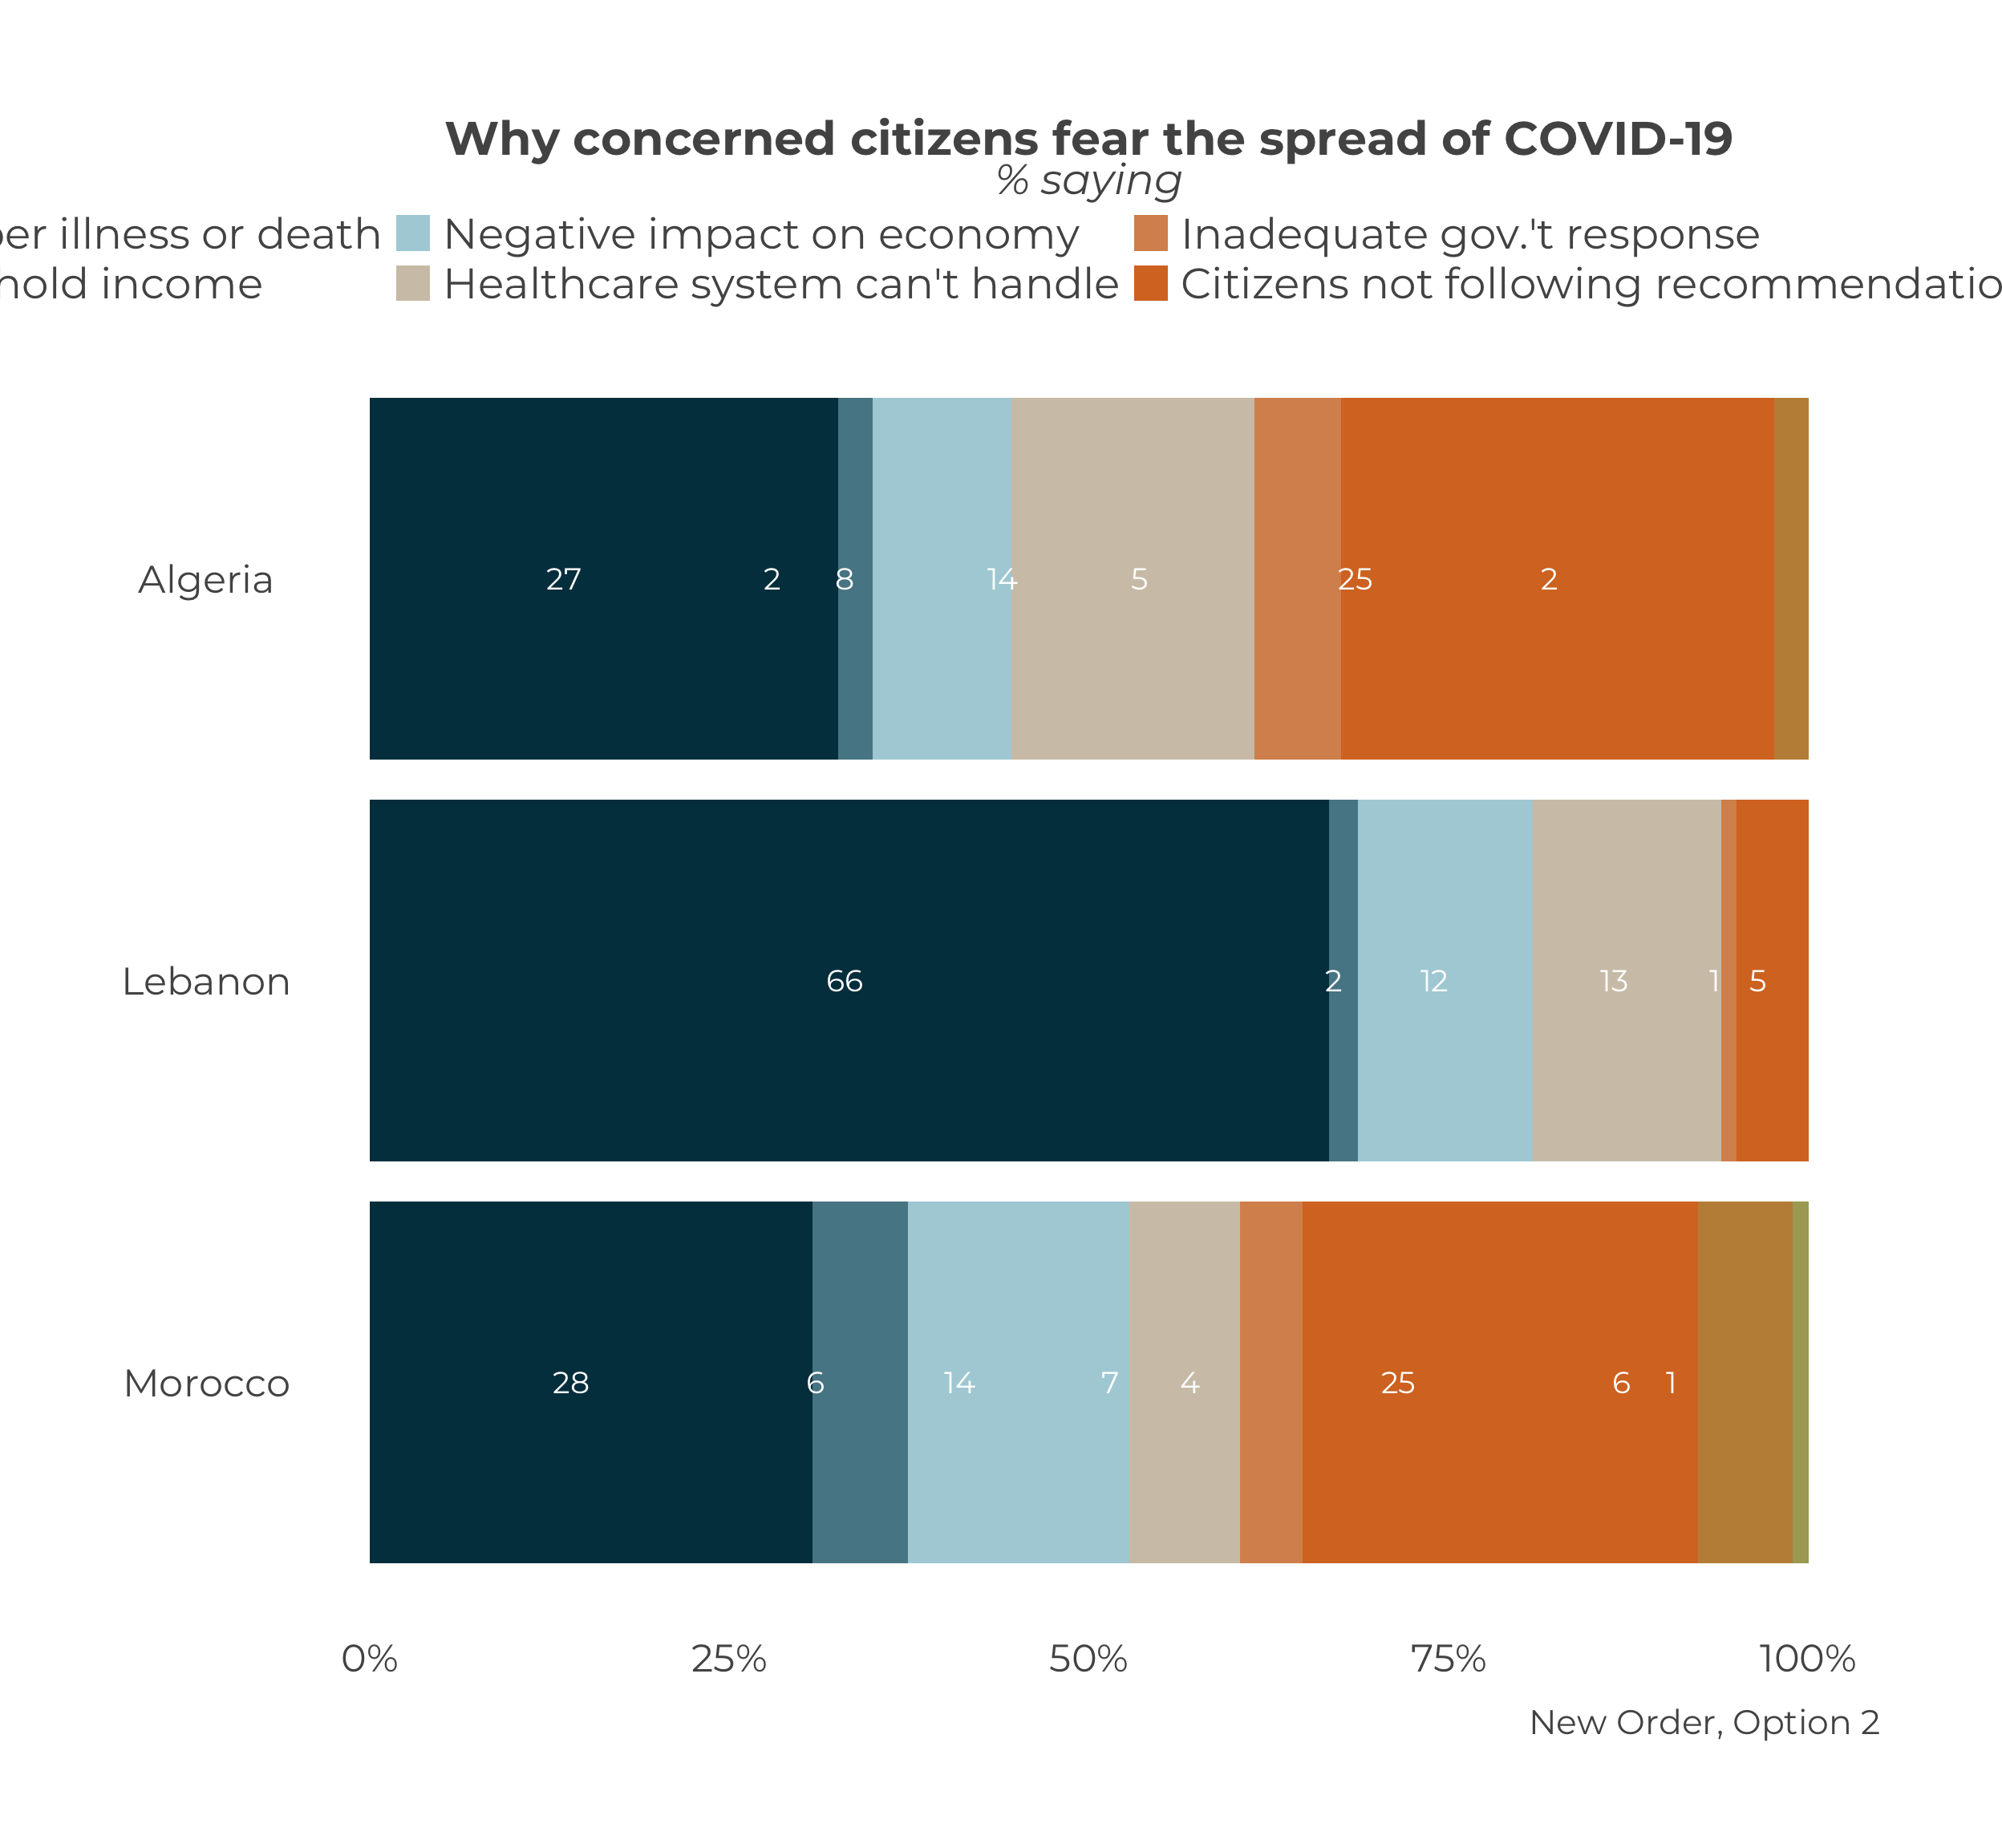 Why concerned citizens fear the spread of COVID-19
% saying
er illness or death Negative impact on economy Inadequate gov.'t response
hold income Healthcare system can't handle Citizens not following recommendatio
Algeria 27 2 8 14 5 25 2
Lebanon 66 2 12 13 1 5
Morocco 28 6 14 7 4 25 6 1
0% 25% 50% 75% 100%
New Order, Option 2